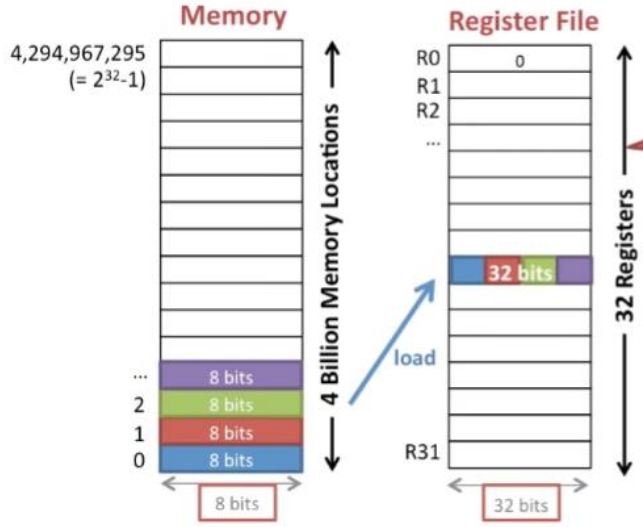 Memory
4,294,967,295
(= 2³²-1)
...
2
1
0
8 bits
8 bits
8 bits
8 bits
8 bits
4 Billion Memory Locations
load
Register File
R0
0
R1
R2
...
32 bits
R31
32 bits
32 Registers